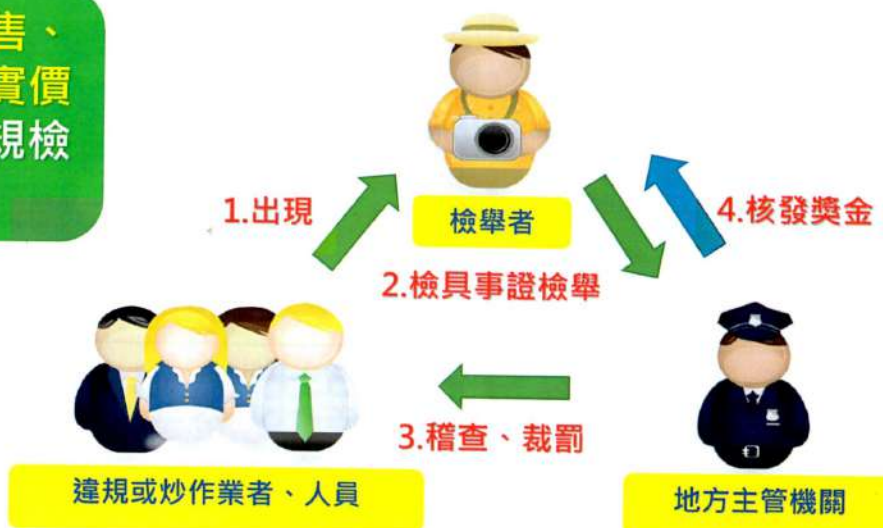 售、
實價
規檢
1.出現
檢舉者
4.核發獎金
2.檢具事證檢舉
3.稽查、裁罰
違規或炒作業者、人員
地方主管機關